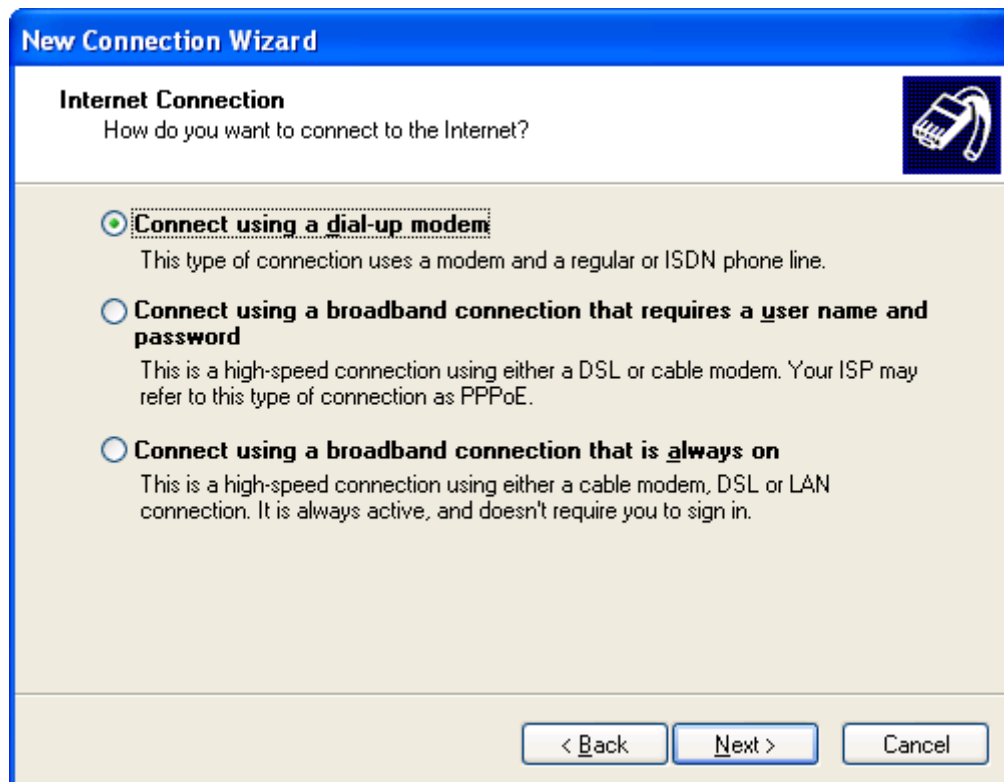 New Connection Wizard
Internet Connection
How do you want to connect to the Internet?
Connect using a dial-up modem
This type of connection uses a modem and a regular or ISDN phone line.
Connect using a broadband connection that requires a user name and
password
This is a high-speed connection using either a DSL or cable modem. Your ISP may
refer to this type of connection as PPPoE.
Connect using a broadband connection that is always on
This is a high-speed connection using either a cable modem, DSL or LAN
connection. It is always active, and doesn't require you to sign in.
< Back Next > Cancel